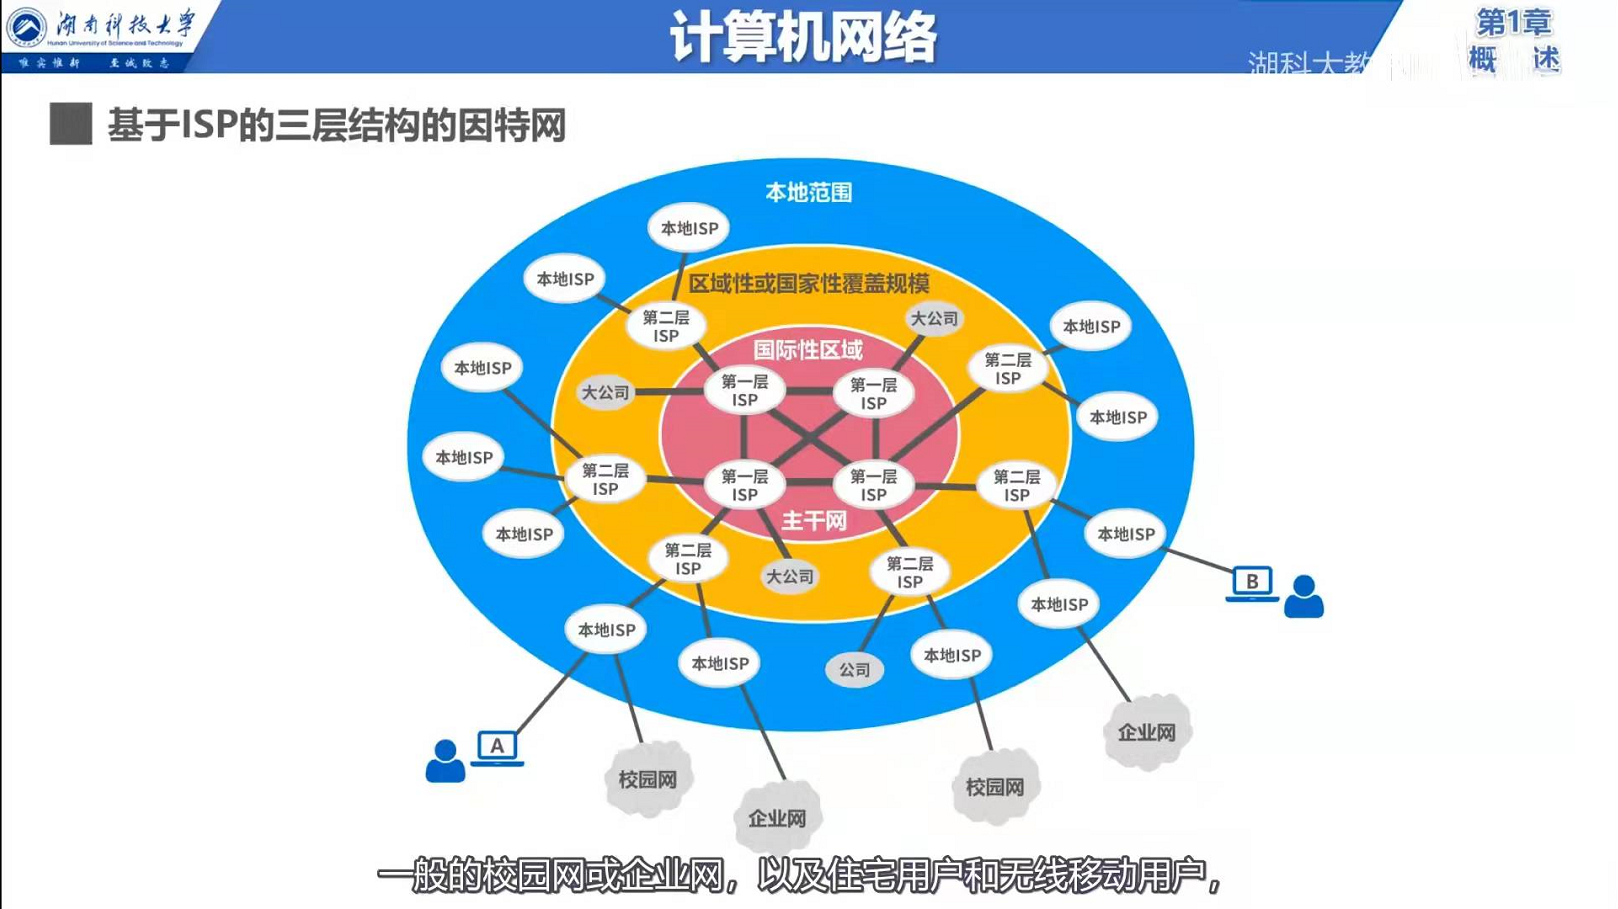 湖南科技大学
Hunan University of Science and Technology
唯实惟新 至诚致志
计算机网络
第1章
概 述
湖科大教
基于ISP的三层结构的因特网
本地范围
本地ISP
本地ISP
区域性或国家性覆盖规模
第二层
ISP
大公司
本地ISP
国际性区域
本地ISP
第二层
ISP
大公司
第一层
ISP
第一层
ISP
本地ISP
本地ISP
第二层
ISP
第一层
ISP
第一层
ISP
第二层
ISP
主干网
本地ISP
本地ISP
第二层
ISP
大公司
第二层
ISP
B
本地ISP
本地ISP
本地ISP
公司
本地ISP
A
企业网
校园网
企业网
校园网
一般的校园网或企业网，以及住宅用户和无线移动用户，